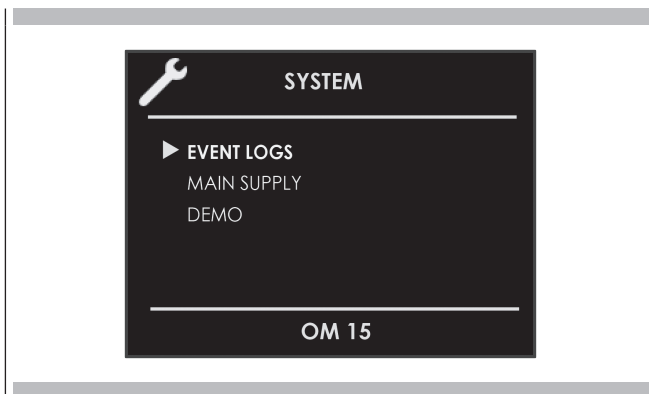 SYSTEM
EVENT LOGS
MAIN SUPPLY
DEMO
OM 15